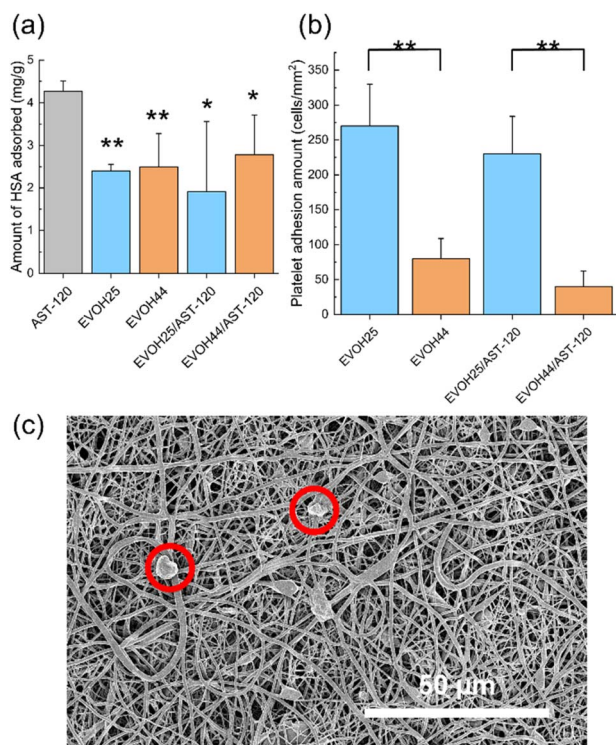 (a)
Amount of HSA adsorbed (mg/g)
5
4
3
2
1
0
**
**
*
*
AST-120
EVOH25
EVOH44
EVOH25/AST-120
EVOH44/AST-120
(b)
Platelet adhesion amount (cells/mm²)
350
300
250
200
150
100
50
0
**
**
EVOH25
EVOH44
EVOH25/AST-120
EVOH44/AST-120
(c)
50 μm